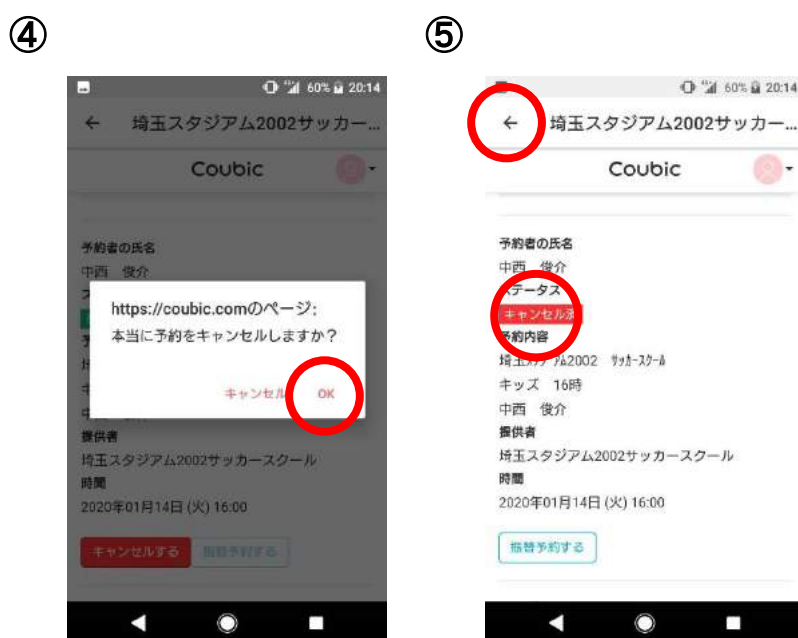 ④
60% 20:14
埼玉スタジアム2002サッカー...
Coubic
予約者の氏名
中西 俊介
https://coubic.comのページ:
本当に予約をキャンセルしますか?
キャンセル OK
提供者
埼玉スタジアム2002サッカースクール
時間
2020年01月14日 (火) 16:00
キャンセルする 振替予約する
⑤
60% 20:14
埼玉スタジアム2002サッカー...
Coubic
予約者の氏名
中西 俊介
ステータス
キャンセル済
予約内容
埼玉ｽﾀｼﾞｱﾑ2002 ｻｯｶｰｽｸｰﾙ
キッズ 16時
中西 俊介
提供者
埼玉スタジアム2002サッカースクール
時間
2020年01月14日 (火) 16:00
振替予約する